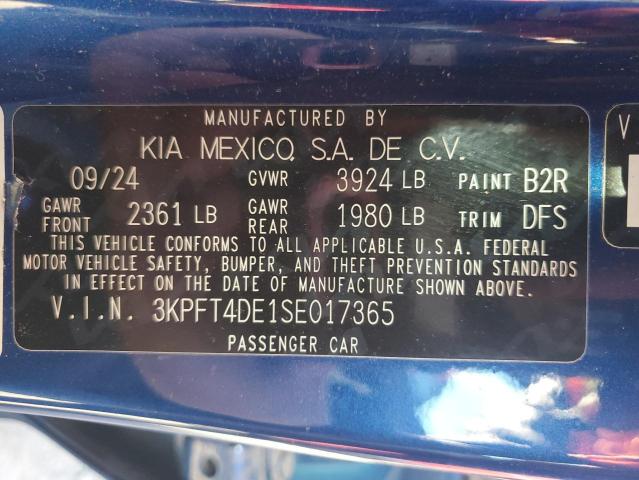 MANUFACTURED BY
KIA MEXICO, S.A. DE C.V.
09/24 GVWR 3924 LB PAINT B2R
GAWR FRONT 2361 LB GAWR REAR 1980 LB TRIM DFS
THIS VEHICLE CONFORMS TO ALL APPLICABLE U.S.A. FEDERAL
MOTOR VEHICLE SAFETY, BUMPER, AND THEFT PREVENTION STANDARDS
IN EFFECT ON THE DATE OF MANUFACTURE SHOWN ABOVE.
V.I.N. 3KPFT4DE1SE017365
PASSENGER CAR
V